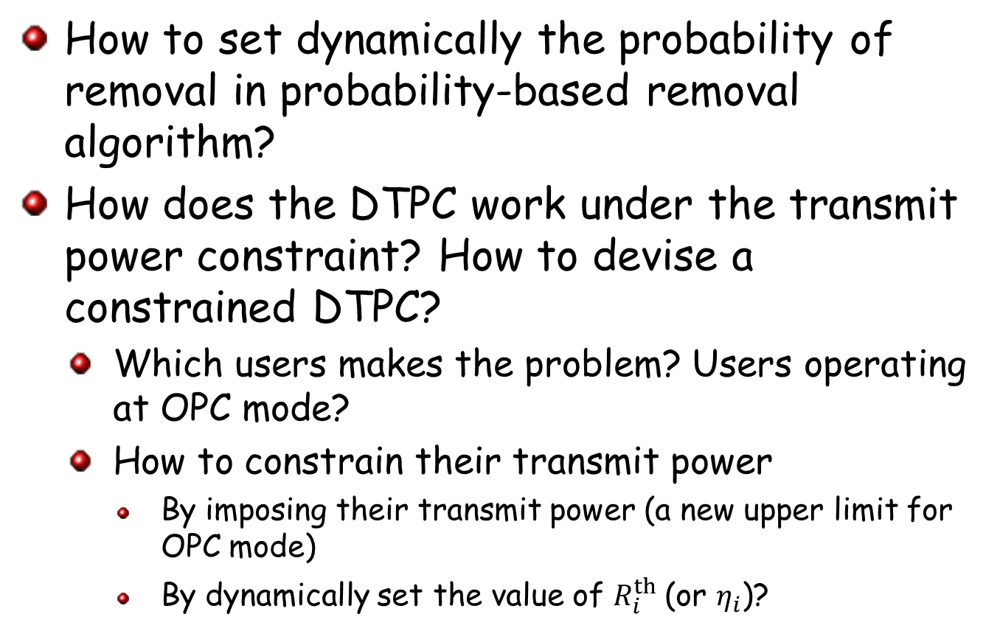 How to set dynamically the probability of
removal in probability-based removal
algorithm?
How does the DTPC work under the transmit
power constraint? How to devise a
constrained DTPC?
Which users makes the problem? Users operating
at OPC mode?
How to constrain their transmit power
By imposing their transmit power (a new upper limit for
OPC mode)
By dynamically set the value of $R_i^{\text{th}}$ (or $\eta_i$)?